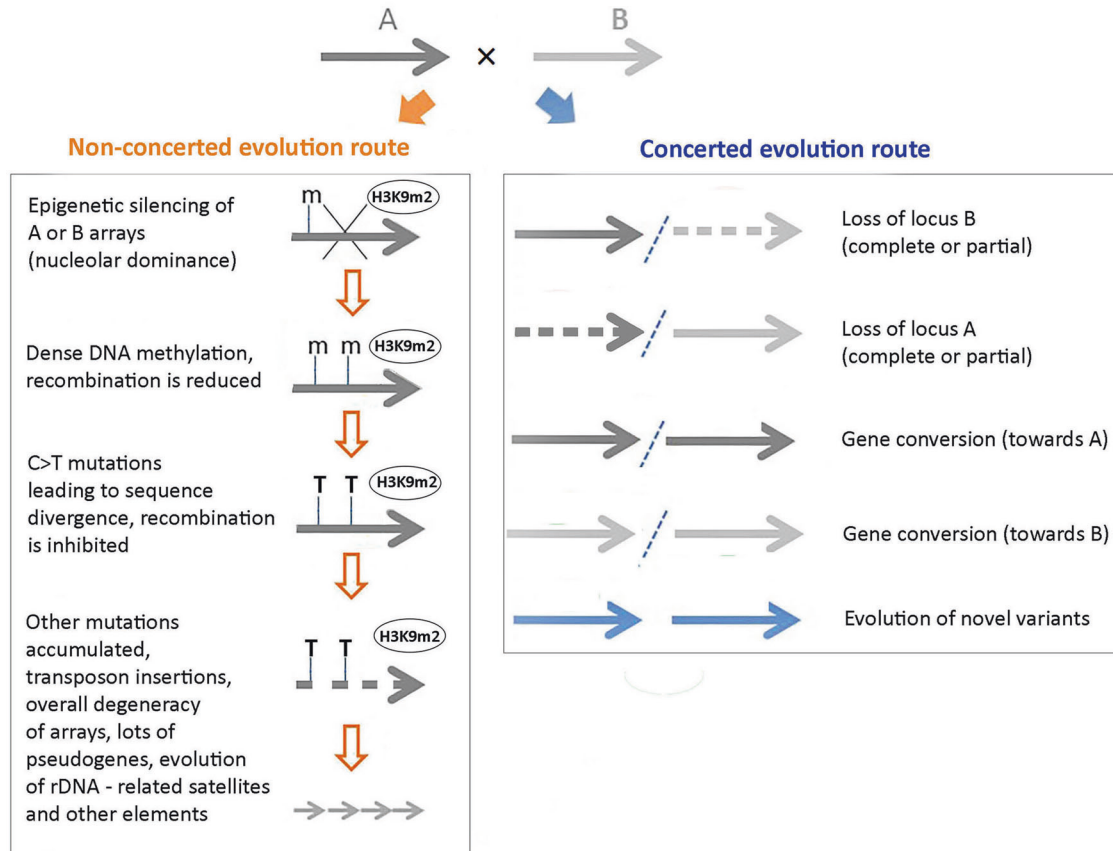 A
×
B
Non-concerted evolution route
Epigenetic silencing of
A or B arrays
(nucleolar dominance)
m
H3K9m2
Dense DNA methylation,
recombination is reduced
m m
H3K9m2
C>T mutations
leading to sequence
divergence, recombination
is inhibited
T T
H3K9m2
Other mutations
accumulated,
transposon insertions,
overall degeneracy
of arrays, lots of
pseudogenes, evolution
of rDNA - related satellites
and other elements
T T
H3K9m2
Concerted evolution route
Loss of locus B
(complete or partial)
Loss of locus A
(complete or partial)
Gene conversion (towards A)
Gene conversion (towards B)
Evolution of novel variants